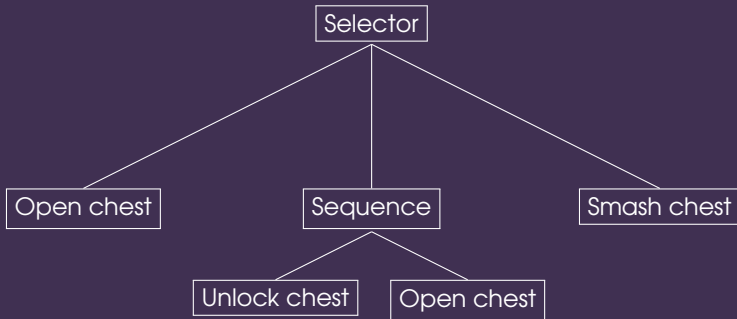 Selector
Open chest
Sequence
Smash chest
Unlock chest
Open chest